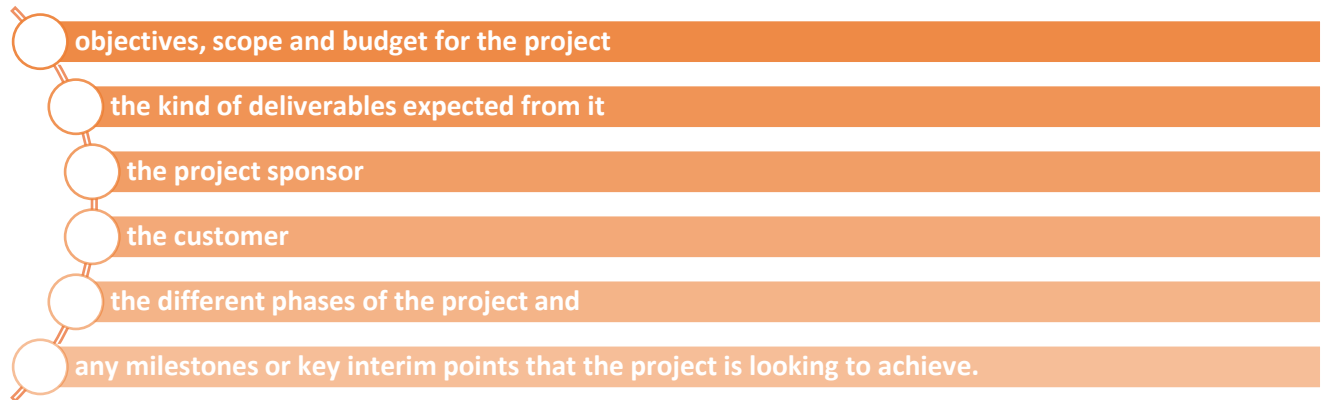 objectives, scope and budget for the project
the kind of deliverables expected from it
the project sponsor
the customer
the different phases of the project and
any milestones or key interim points that the project is looking to achieve.